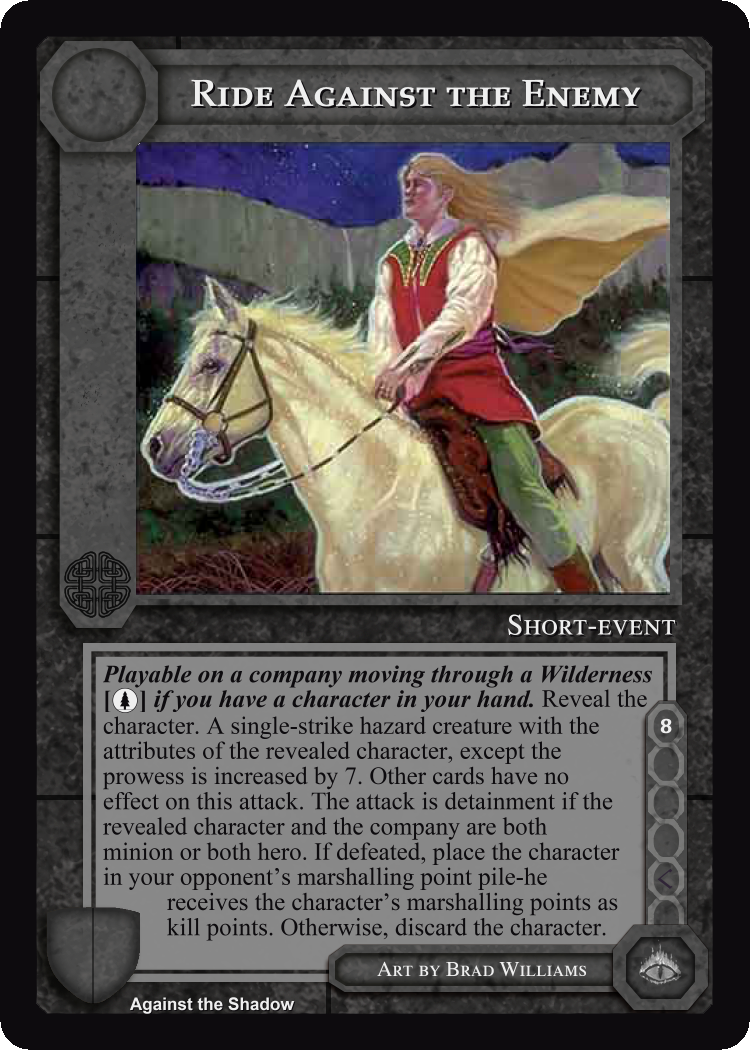 RIDE AGAINST THE ENEMY
SHORT-EVENT
Playable on a company moving through a Wilderness
[ ] if you have a character in your hand. Reveal the
character. A single-strike hazard creature with the
attributes of the revealed character, except the
prowess is increased by 7. Other cards have no
effect on this attack. The attack is detainment if the
revealed character and the company are both
minion or both hero. If defeated, place the character
in your opponent's marshalling point pile-he
receives the character's marshalling points as
kill points. Otherwise, discard the character.
8
ART BY BRAD WILLIAMS
Against the Shadow